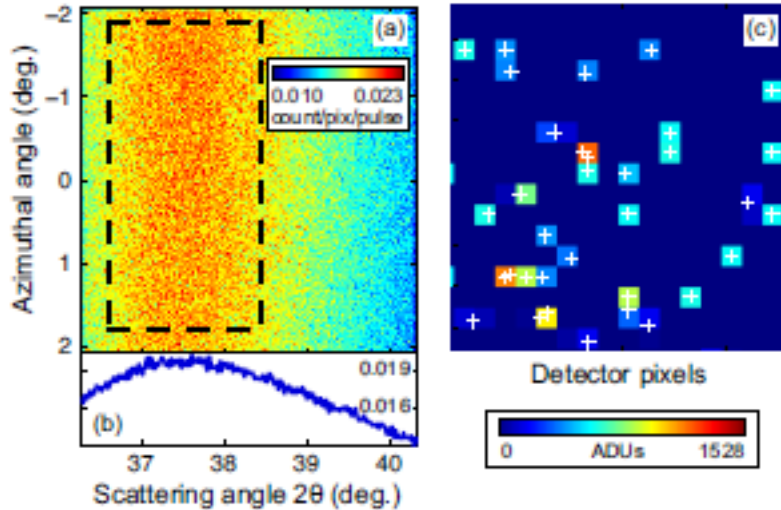 (a)
(c)
−2
−1
0
1
2
Azimuthal angle (deg.)
0.010 0.023
count/pix/pulse
0.019
0.016
(b)
37 38 39 40
Scattering angle 2θ (deg.)
Detector pixels
0 ADUs 1528